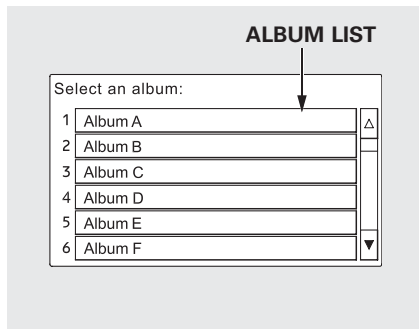 ALBUM LIST
Select an album:
1 Album A
2 Album B
3 Album C
4 Album D
5 Album E
6 Album F